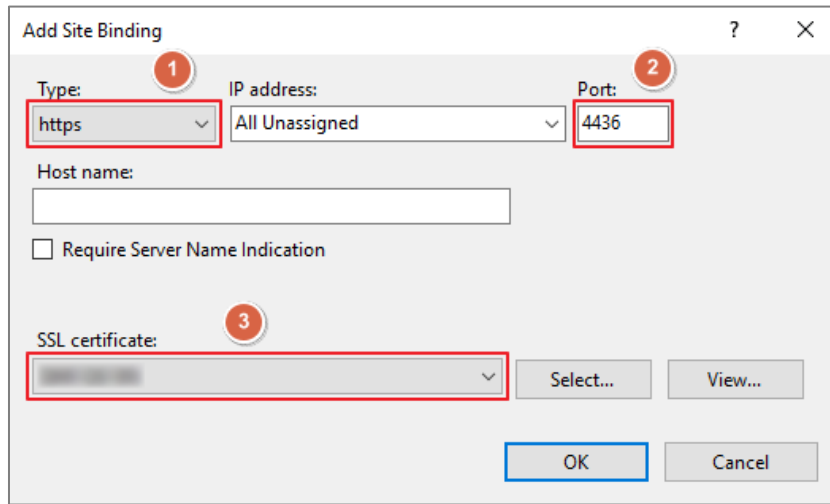 Add Site Binding ?
1 2
Type: IP address: Port:
https All Unassigned 4436
Host name:
Require Server Name Indication
3
SSL certificate:
Select... View...
OK Cancel